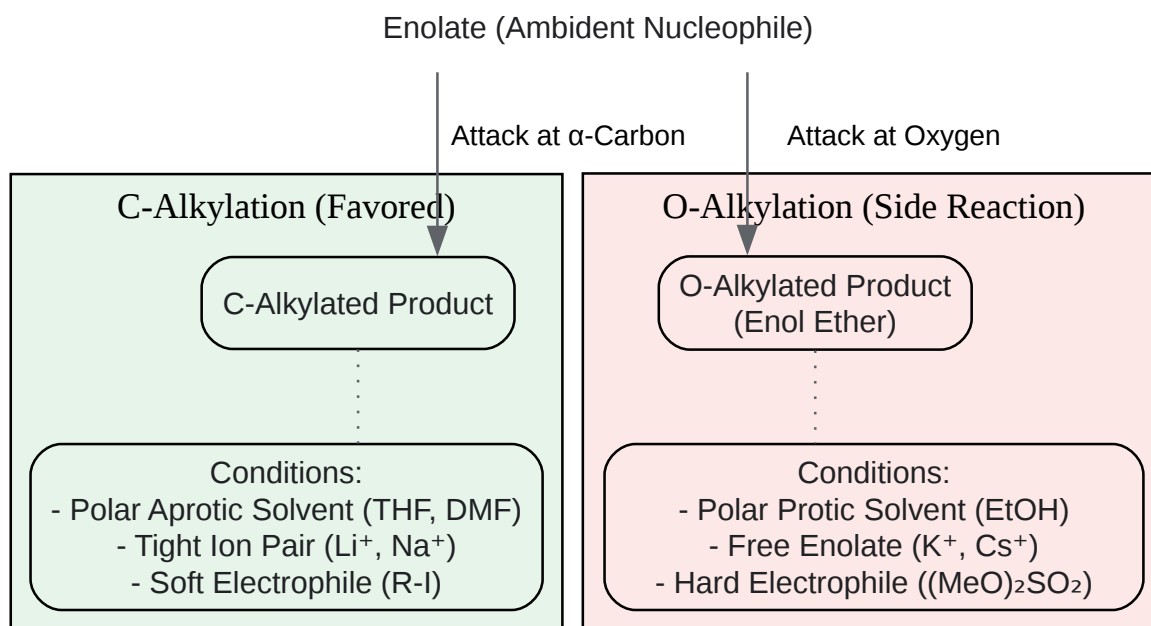 Enolate (Ambident Nucleophile)
Attack at α-Carbon
Attack at Oxygen
C-Alkylation (Favored)
C-Alkylated Product
Conditions:
- Polar Aprotic Solvent (THF, DMF)
- Tight Ion Pair (Li⁺, Na⁺)
- Soft Electrophile (R-I)
O-Alkylation (Side Reaction)
O-Alkylated Product
(Enol Ether)
Conditions:
- Polar Protic Solvent (EtOH)
- Free Enolate (K⁺, Cs⁺)
- Hard Electrophile ((MeO)₂SO₂)